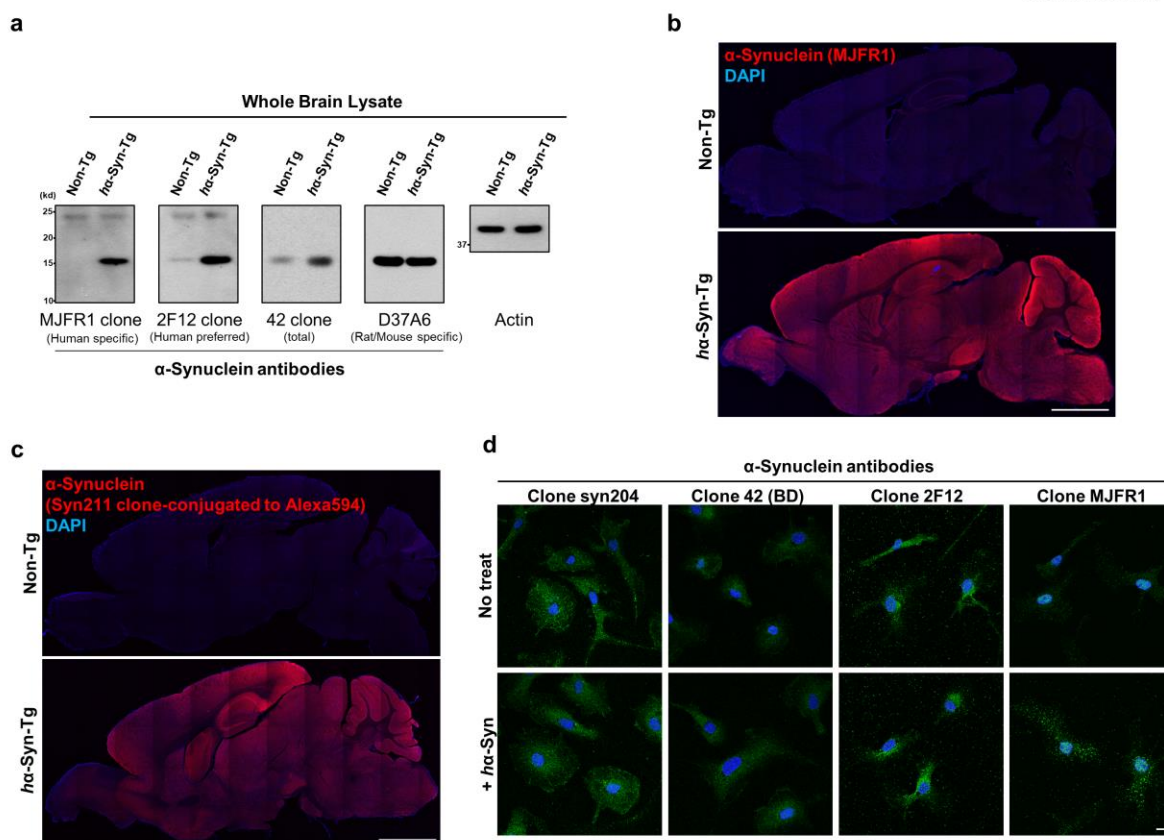 a
Whole Brain Lysate
Non-Tg
hα-Syn-Tg
Non-Tg
hα-Syn-Tg
Non-Tg
hα-Syn-Tg
Non-Tg
hα-Syn-Tg
Non-Tg
hα-Syn-Tg
(kd)
25
20
15
10
37
MJFR1 clone
(Human specific)
2F12 clone
(Human preferred)
42 clone
(total)
D37A6
(Rat/Mouse specific)
Actin
α-Synuclein antibodies
b
α-Synuclein (MJFR1)
DAPI
Non-Tg
hα-Syn-Tg
c
α-Synuclein
(Syn211 clone-conjugated to Alexa594)
DAPI
Non-Tg
hα-Syn-Tg
d
α-Synuclein antibodies
Clone syn204
Clone 42 (BD)
Clone 2F12
Clone MJFR1
No treat
+ hα-Syn